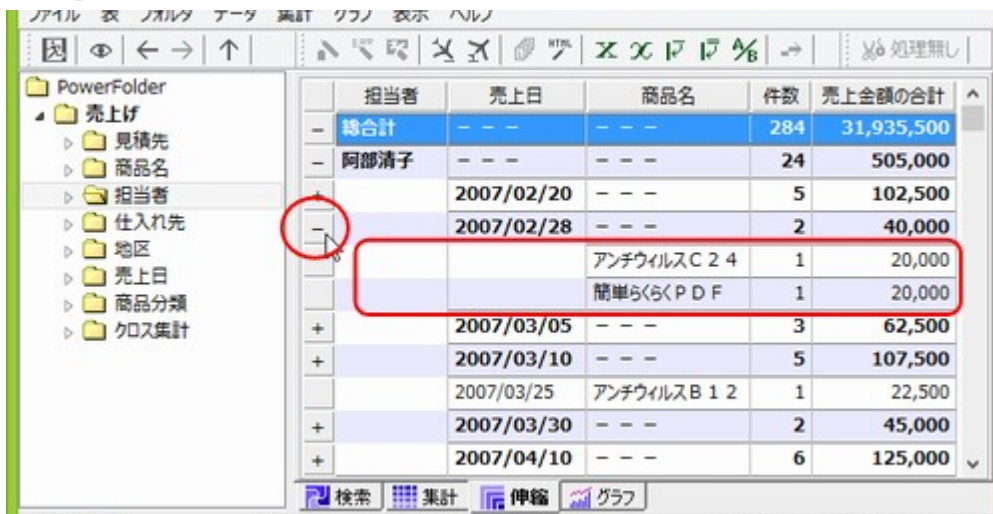 ファイル 表 フォルダ データ 集計 グラフ 表示 ヘルプ
HTML 処理無し
PowerFolder
売上げ
見積先
商品名
担当者
仕入れ先
地区
売上日
商品分類
クロス集計
担当者 売上日 商品名 件数 売上金額の合計
− 総合計 − − − − − − 284 31,935,500
− 阿部清子 − − − − − − 24 505,000
+ 2007/02/20 − − − 5 102,500
− 2007/02/28 − − − 2 40,000
アンチウィルスC24 1 20,000
簡単らくらくPDF 1 20,000
+ 2007/03/05 − − − 3 62,500
+ 2007/03/10 − − − 5 107,500
2007/03/25 アンチウィルスB12 1 22,500
+ 2007/03/30 − − − 2 45,000
+ 2007/04/10 − − − 6 125,000
検索 集計 伸縮 グラフ